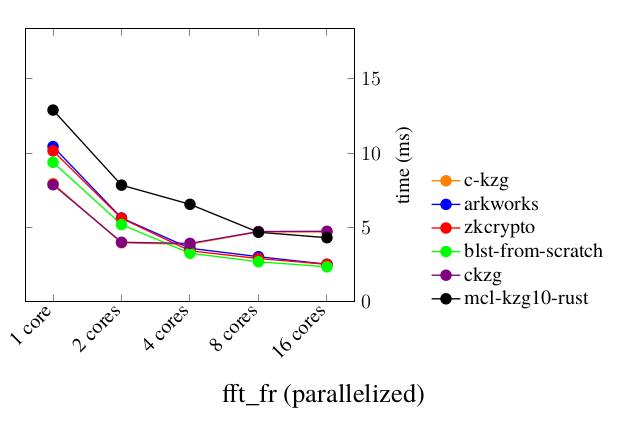 15
10
5
0
time (ms)
1 core
2 cores
4 cores
8 cores
16 cores
fft_fr (parallelized)
c-kzg
arkworks
zkcrypto
blst-from-scratch
ckzg
mcl-kzg10-rust